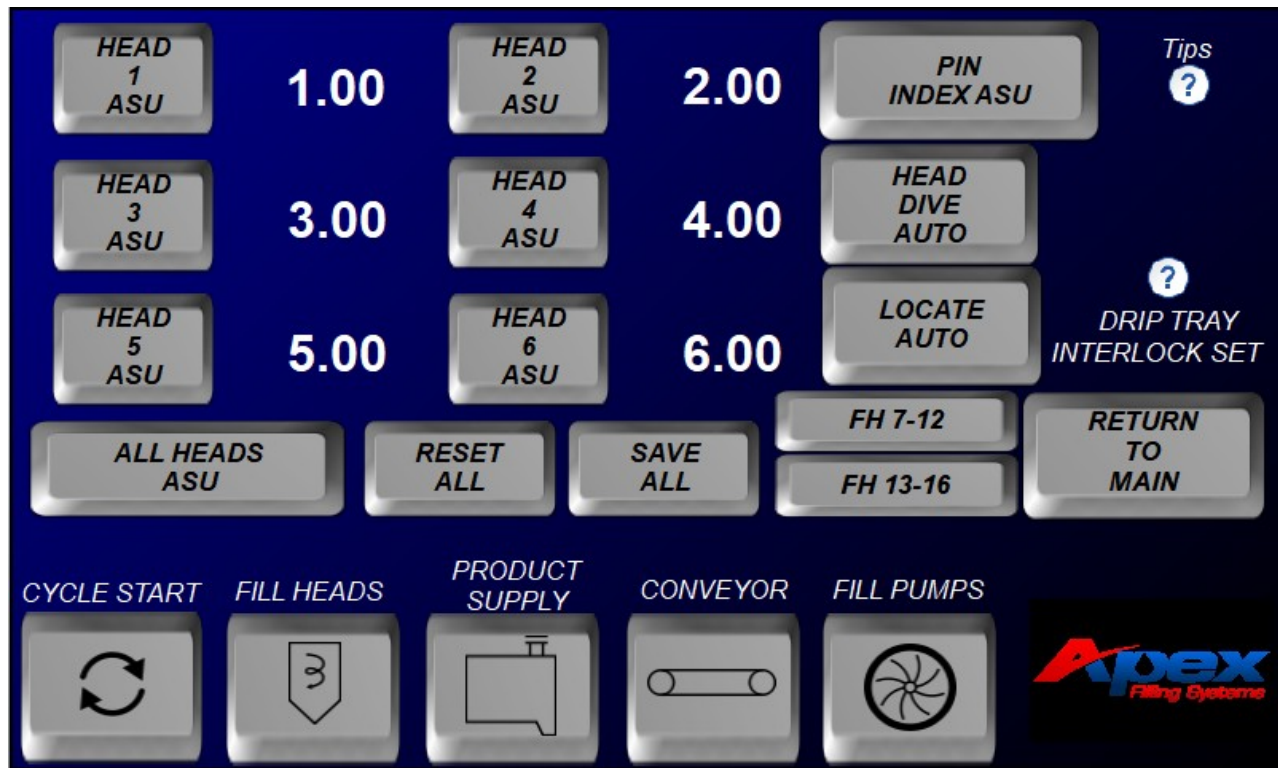 HEAD
1
ASU
1.00
HEAD
2
ASU
2.00
PIN
INDEX ASU
Tips
?
HEAD
3
ASU
3.00
HEAD
4
ASU
4.00
HEAD
DIVE
AUTO
HEAD
5
ASU
5.00
HEAD
6
ASU
6.00
LOCATE
AUTO
?
DRIP TRAY
INTERLOCK SET
ALL HEADS
ASU
RESET
ALL
SAVE
ALL
FH 7-12
FH 13-16
RETURN
TO
MAIN
CYCLE START
FILL HEADS
PRODUCT
SUPPLY
CONVEYOR
FILL PUMPS
Apex
Filling Systems